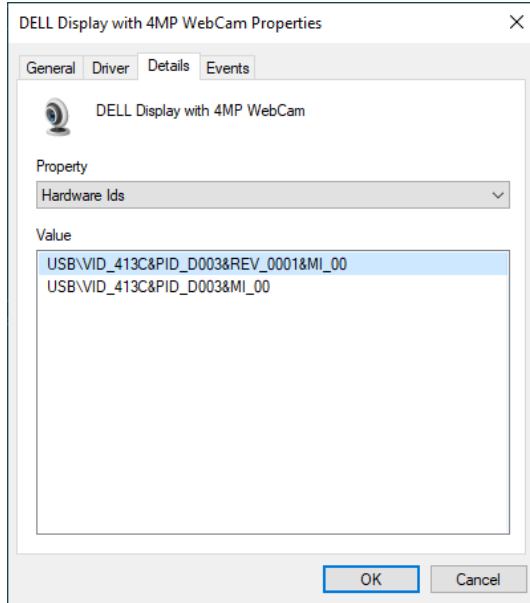 DELL Display with 4MP WebCam Properties
General Driver Details Events
DELL Display with 4MP WebCam
Property
Hardware Ids
Value
USB\VID_413C&PID_D003&REV_0001&MI_00
USB\VID_413C&PID_D003&MI_00
OK Cancel